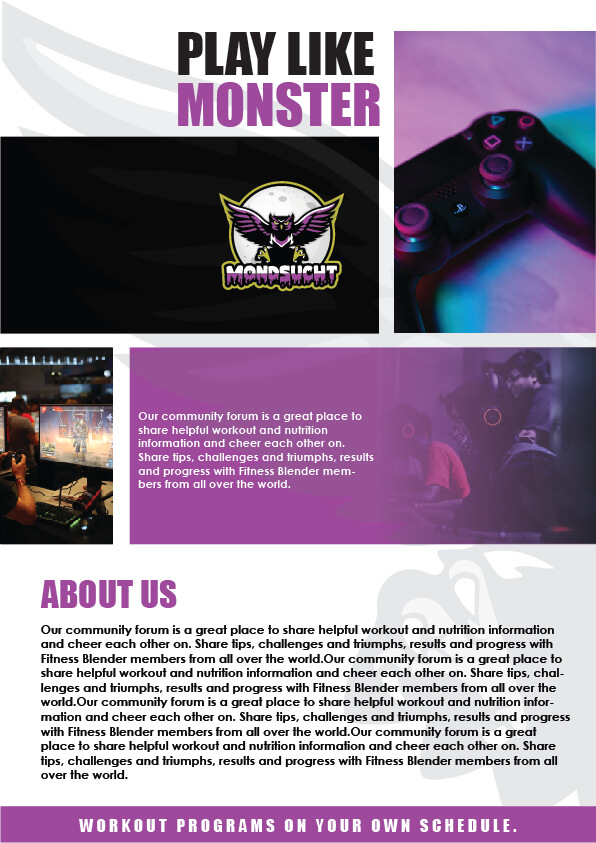 PLAY LIKE
MONSTER
MONDSUCHT
Our community forum is a great place to
share helpful workout and nutrition
information and cheer each other on.
Share tips, challenges and triumphs, results
and progress with Fitness Blender mem-
bers from all over the world.
ABOUT US
Our community forum is a great place to share helpful workout and nutrition information
and cheer each other on. Share tips, challenges and triumphs, results and progress with
Fitness Blender members from all over the world.Our community forum is a great place to
share helpful workout and nutrition information and cheer each other on. Share tips, chal-
lenges and triumphs, results and progress with Fitness Blender members from all over the
world.Our community forum is a great place to share helpful workout and nutrition infor-
mation and cheer each other on. Share tips, challenges and triumphs, results and progress
with Fitness Blender members from all over the world.Our community forum is a great
place to share helpful workout and nutrition information and cheer each other on. Share
tips, challenges and triumphs, results and progress with Fitness Blender members from all
over the world.
WORKOUT PROGRAMS ON YOUR OWN SCHEDULE.